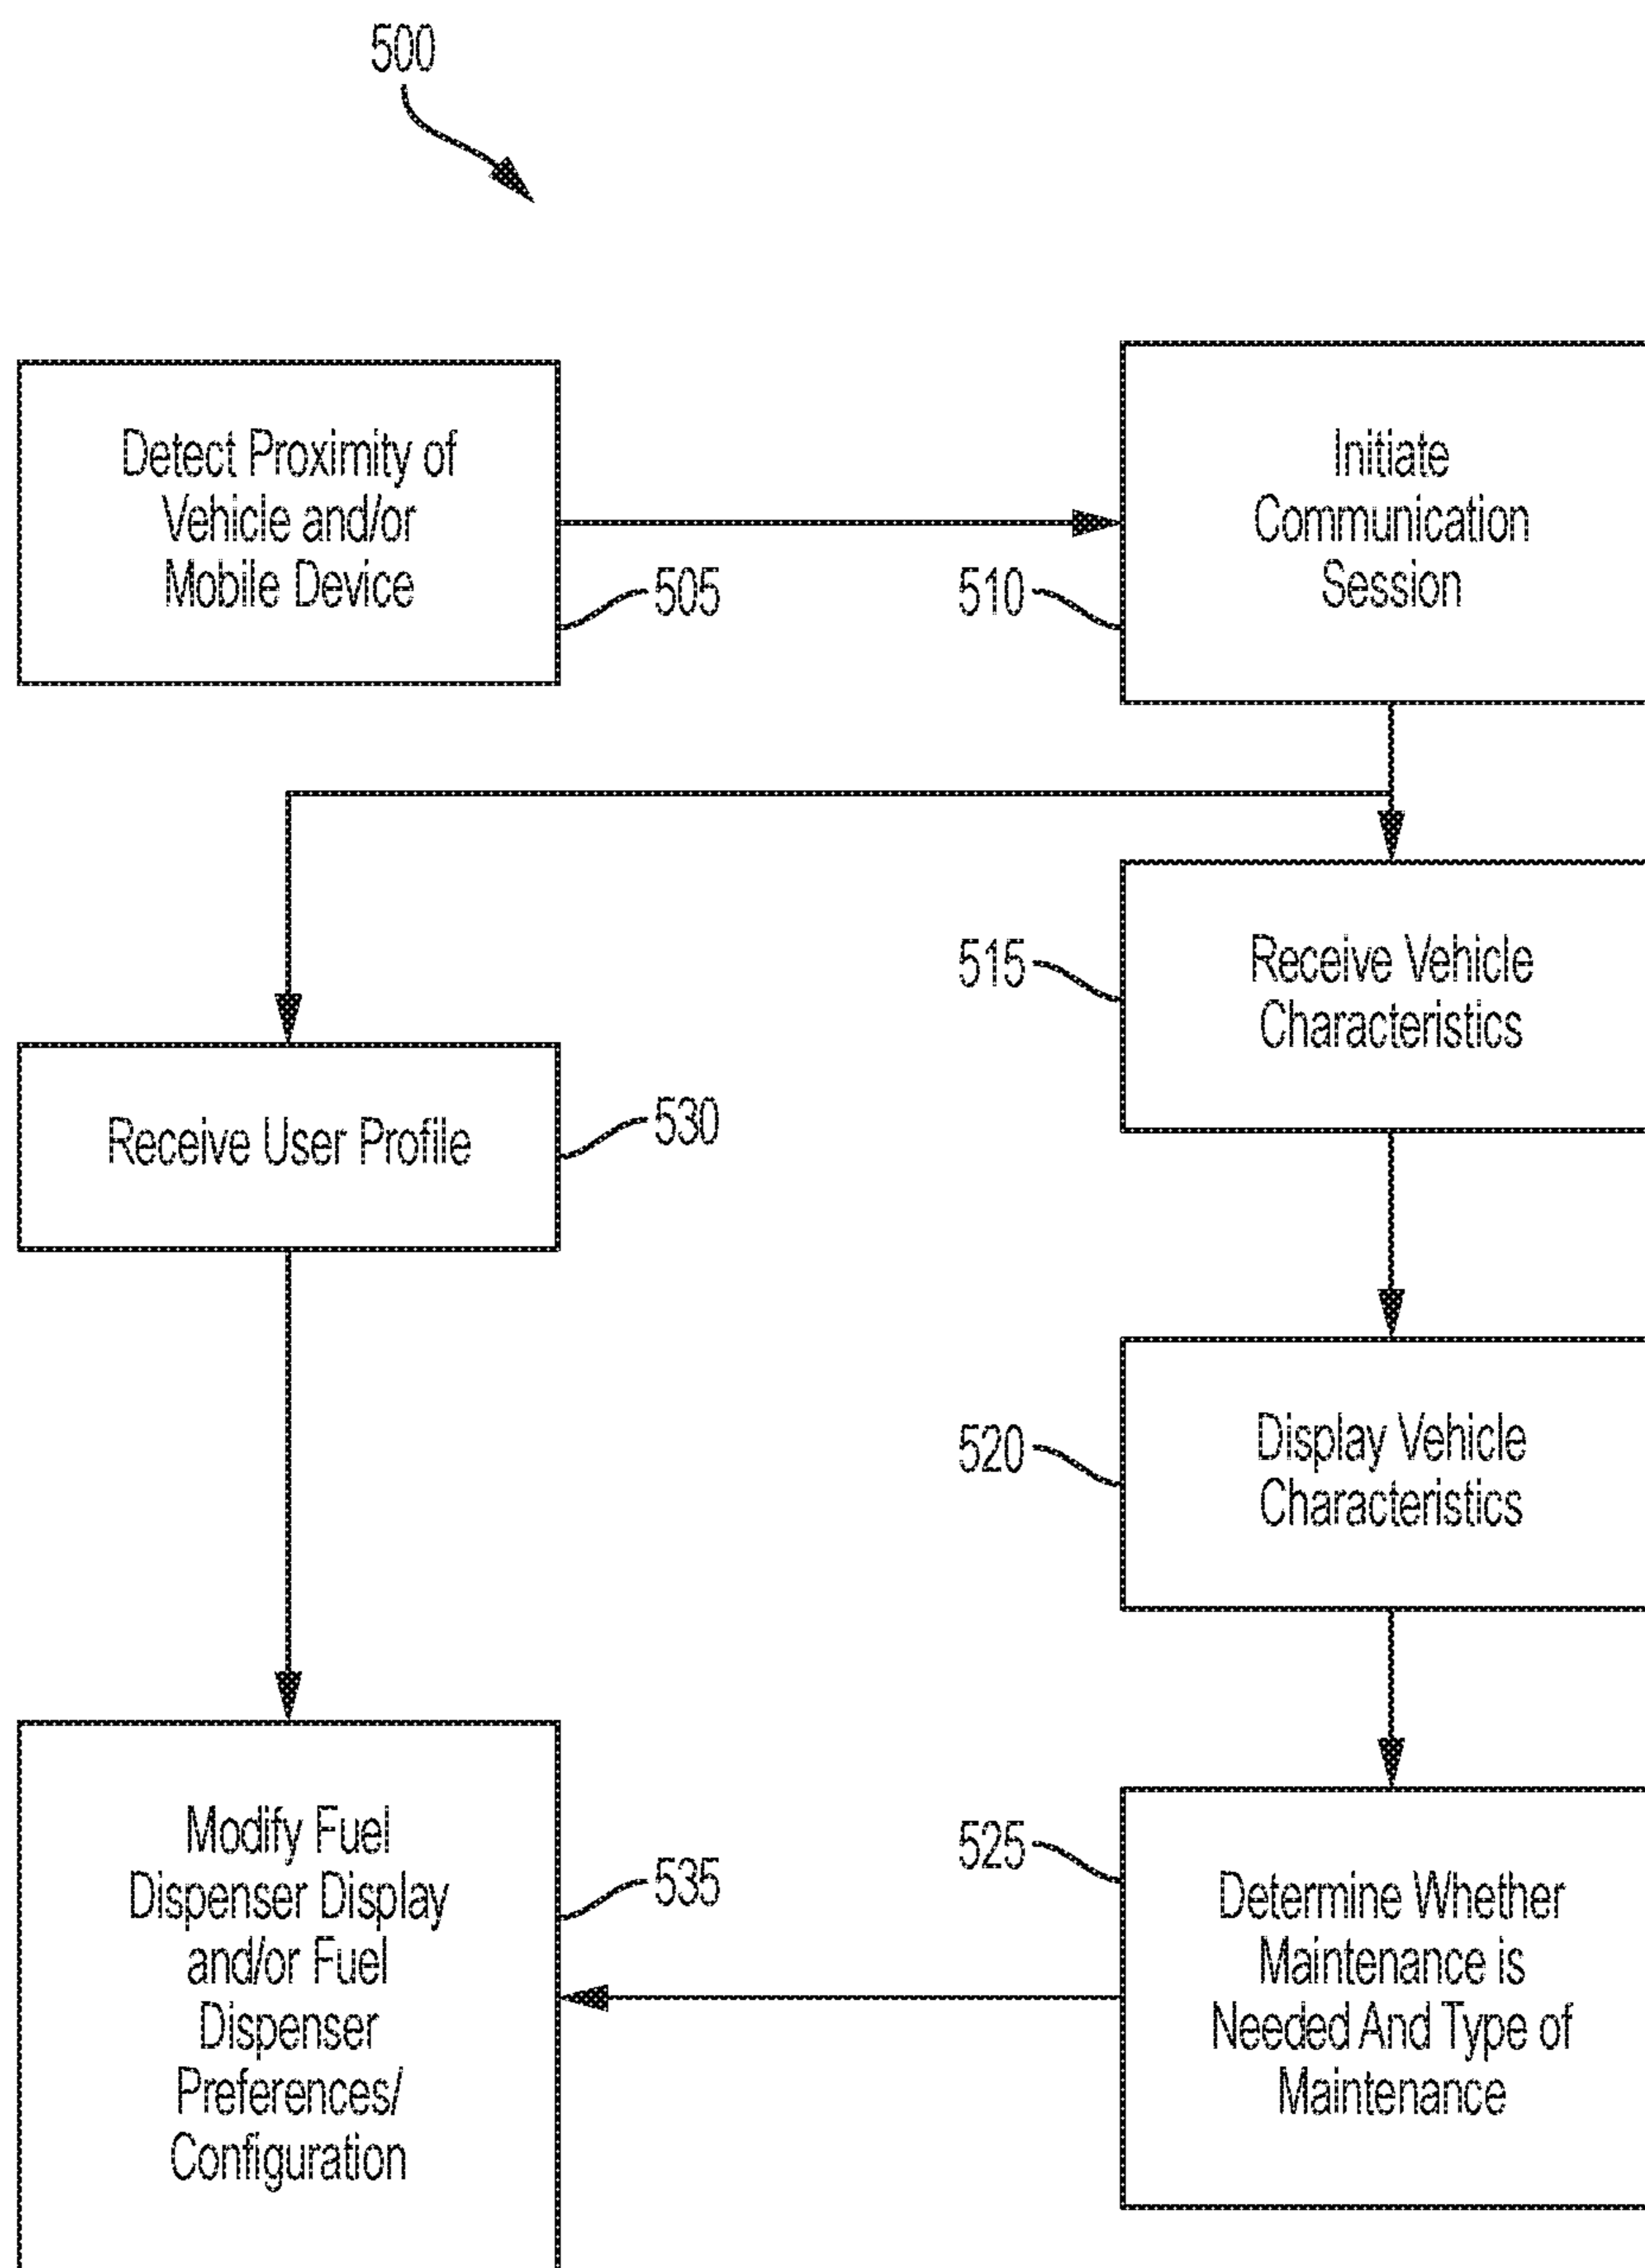 500
Detect Proximity of
Vehicle and/or
Mobile Device
505
510
Initiate
Communication
Session
515
Receive Vehicle
Characteristics
Receive User Profile
530
520
Display Vehicle
Characteristics
Modify Fuel
Dispenser Display
and/or Fuel
Dispenser
Preferences/
Configuration
535
525
Determine Whether
Maintenance is
Needed And Type of
Maintenance